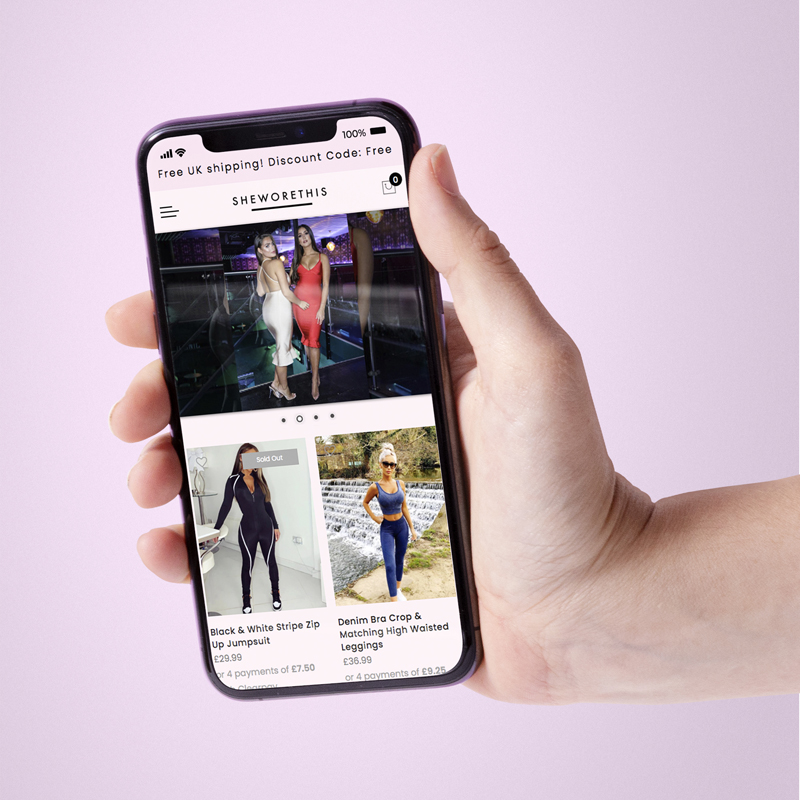 100%
Free UK shipping! Discount Code: Free
SHEWORETHIS
0
Sold Out
Black & White Stripe Zip
Up Jumpsuit
£29.99
or 4 payments of £7.50
Clearpay
Denim Bra Crop &
Matching High Waisted
Leggings
£36.99
or 4 payments of £9.25